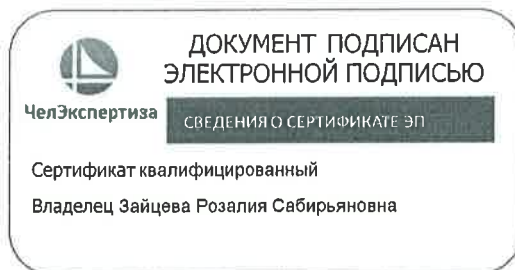 ДОКУМЕНТ ПОДПИСАН
ЭЛЕКТРОННОЙ ПОДПИСЬЮ
ЧелЭкспертиза
СВЕДЕНИЯ О СЕРТИФИКАТЕ ЭП
Сертификат квалифицированный
Владелец Зайцева Розалия Сабирьяновна